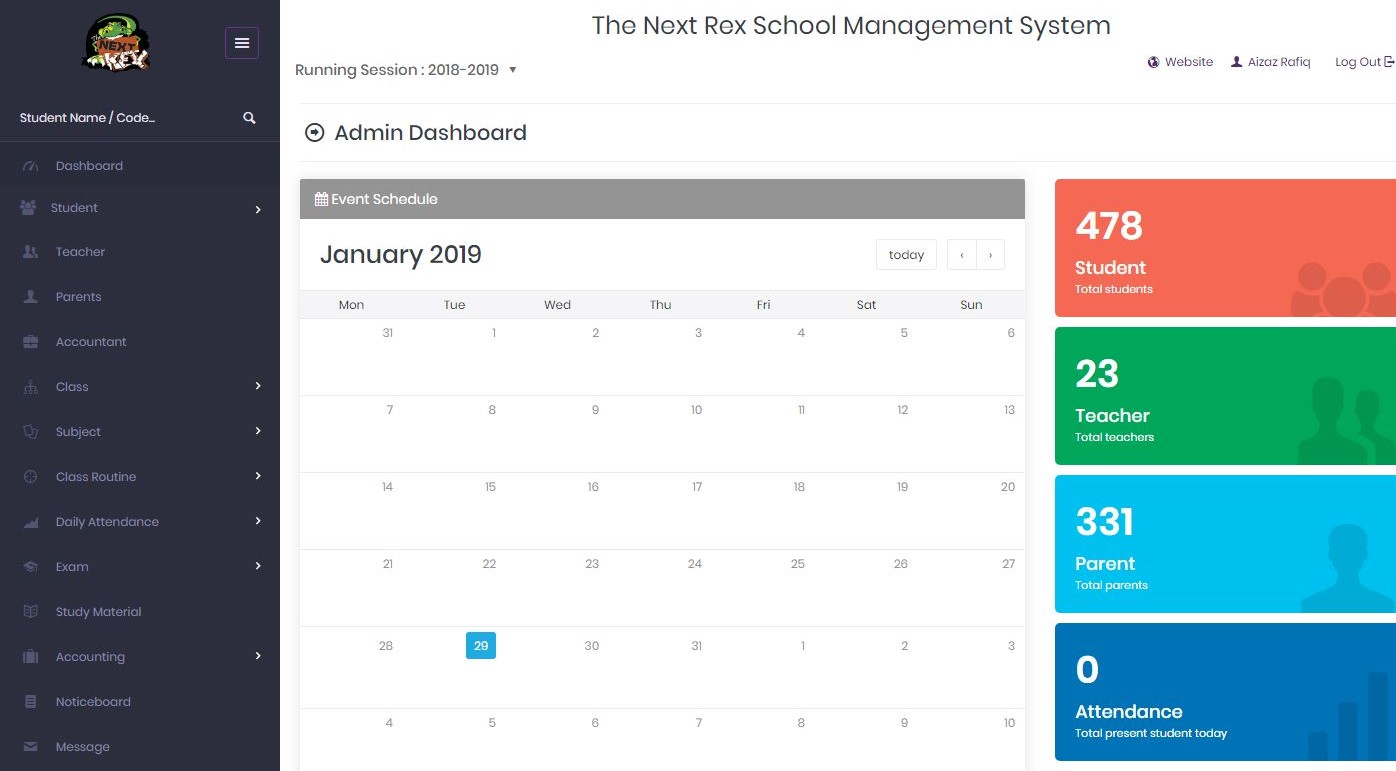 The NEXT REX
The Next Rex School Management System
Running Session : 2018-2019
Website
Aizaz Rafiq
Log Out
Student Name / Code...
Dashboard
Student
Teacher
Parents
Accountant
Class
Subject
Class Routine
Daily Attendance
Exam
Study Material
Accounting
Noticeboard
Message
Admin Dashboard
Event Schedule
January 2019
today
‹ ›
Mon Tue Wed Thu Fri Sat Sun
31 1 2 3 4 5 6
7 8 9 10 11 12 13
14 15 16 17 18 19 20
21 22 23 24 25 26 27
28 29 30 31 1 2 3
4 5 6 7 8 9 10
478
Student
Total students
23
Teacher
Total teachers
331
Parent
Total parents
0
Attendance
Total present student today